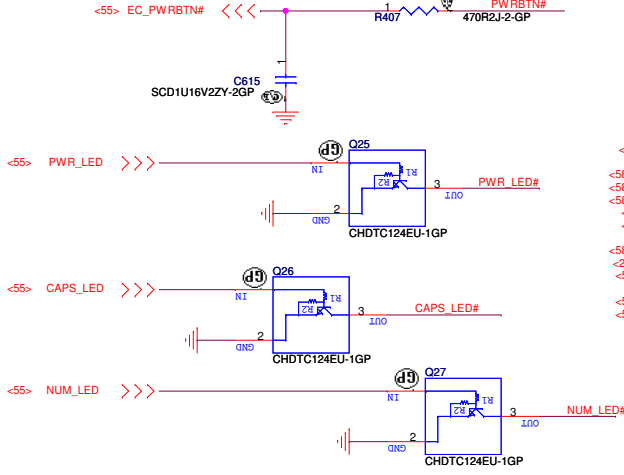 <55> EC_PWRBTN#
1
R407
470R2J-2-GP
PWRBTN#
1
C615
SCD1U16V2ZY-2GP
<55> PWR_LED
GP
Q25
IN
R1
R2
3
OUT
PWR_LED#
2
GND
CHDTC124EU-1GP
<55> CAPS_LED
GP
Q26
IN
R1
R2
3
OUT
CAPS_LED#
2
GND
CHDTC124EU-1GP
<55> NUM_LED
GP
Q27
IN
R1
R2
3
OUT
NUM_LED#
2
GND
CHDTC124EU-1GP